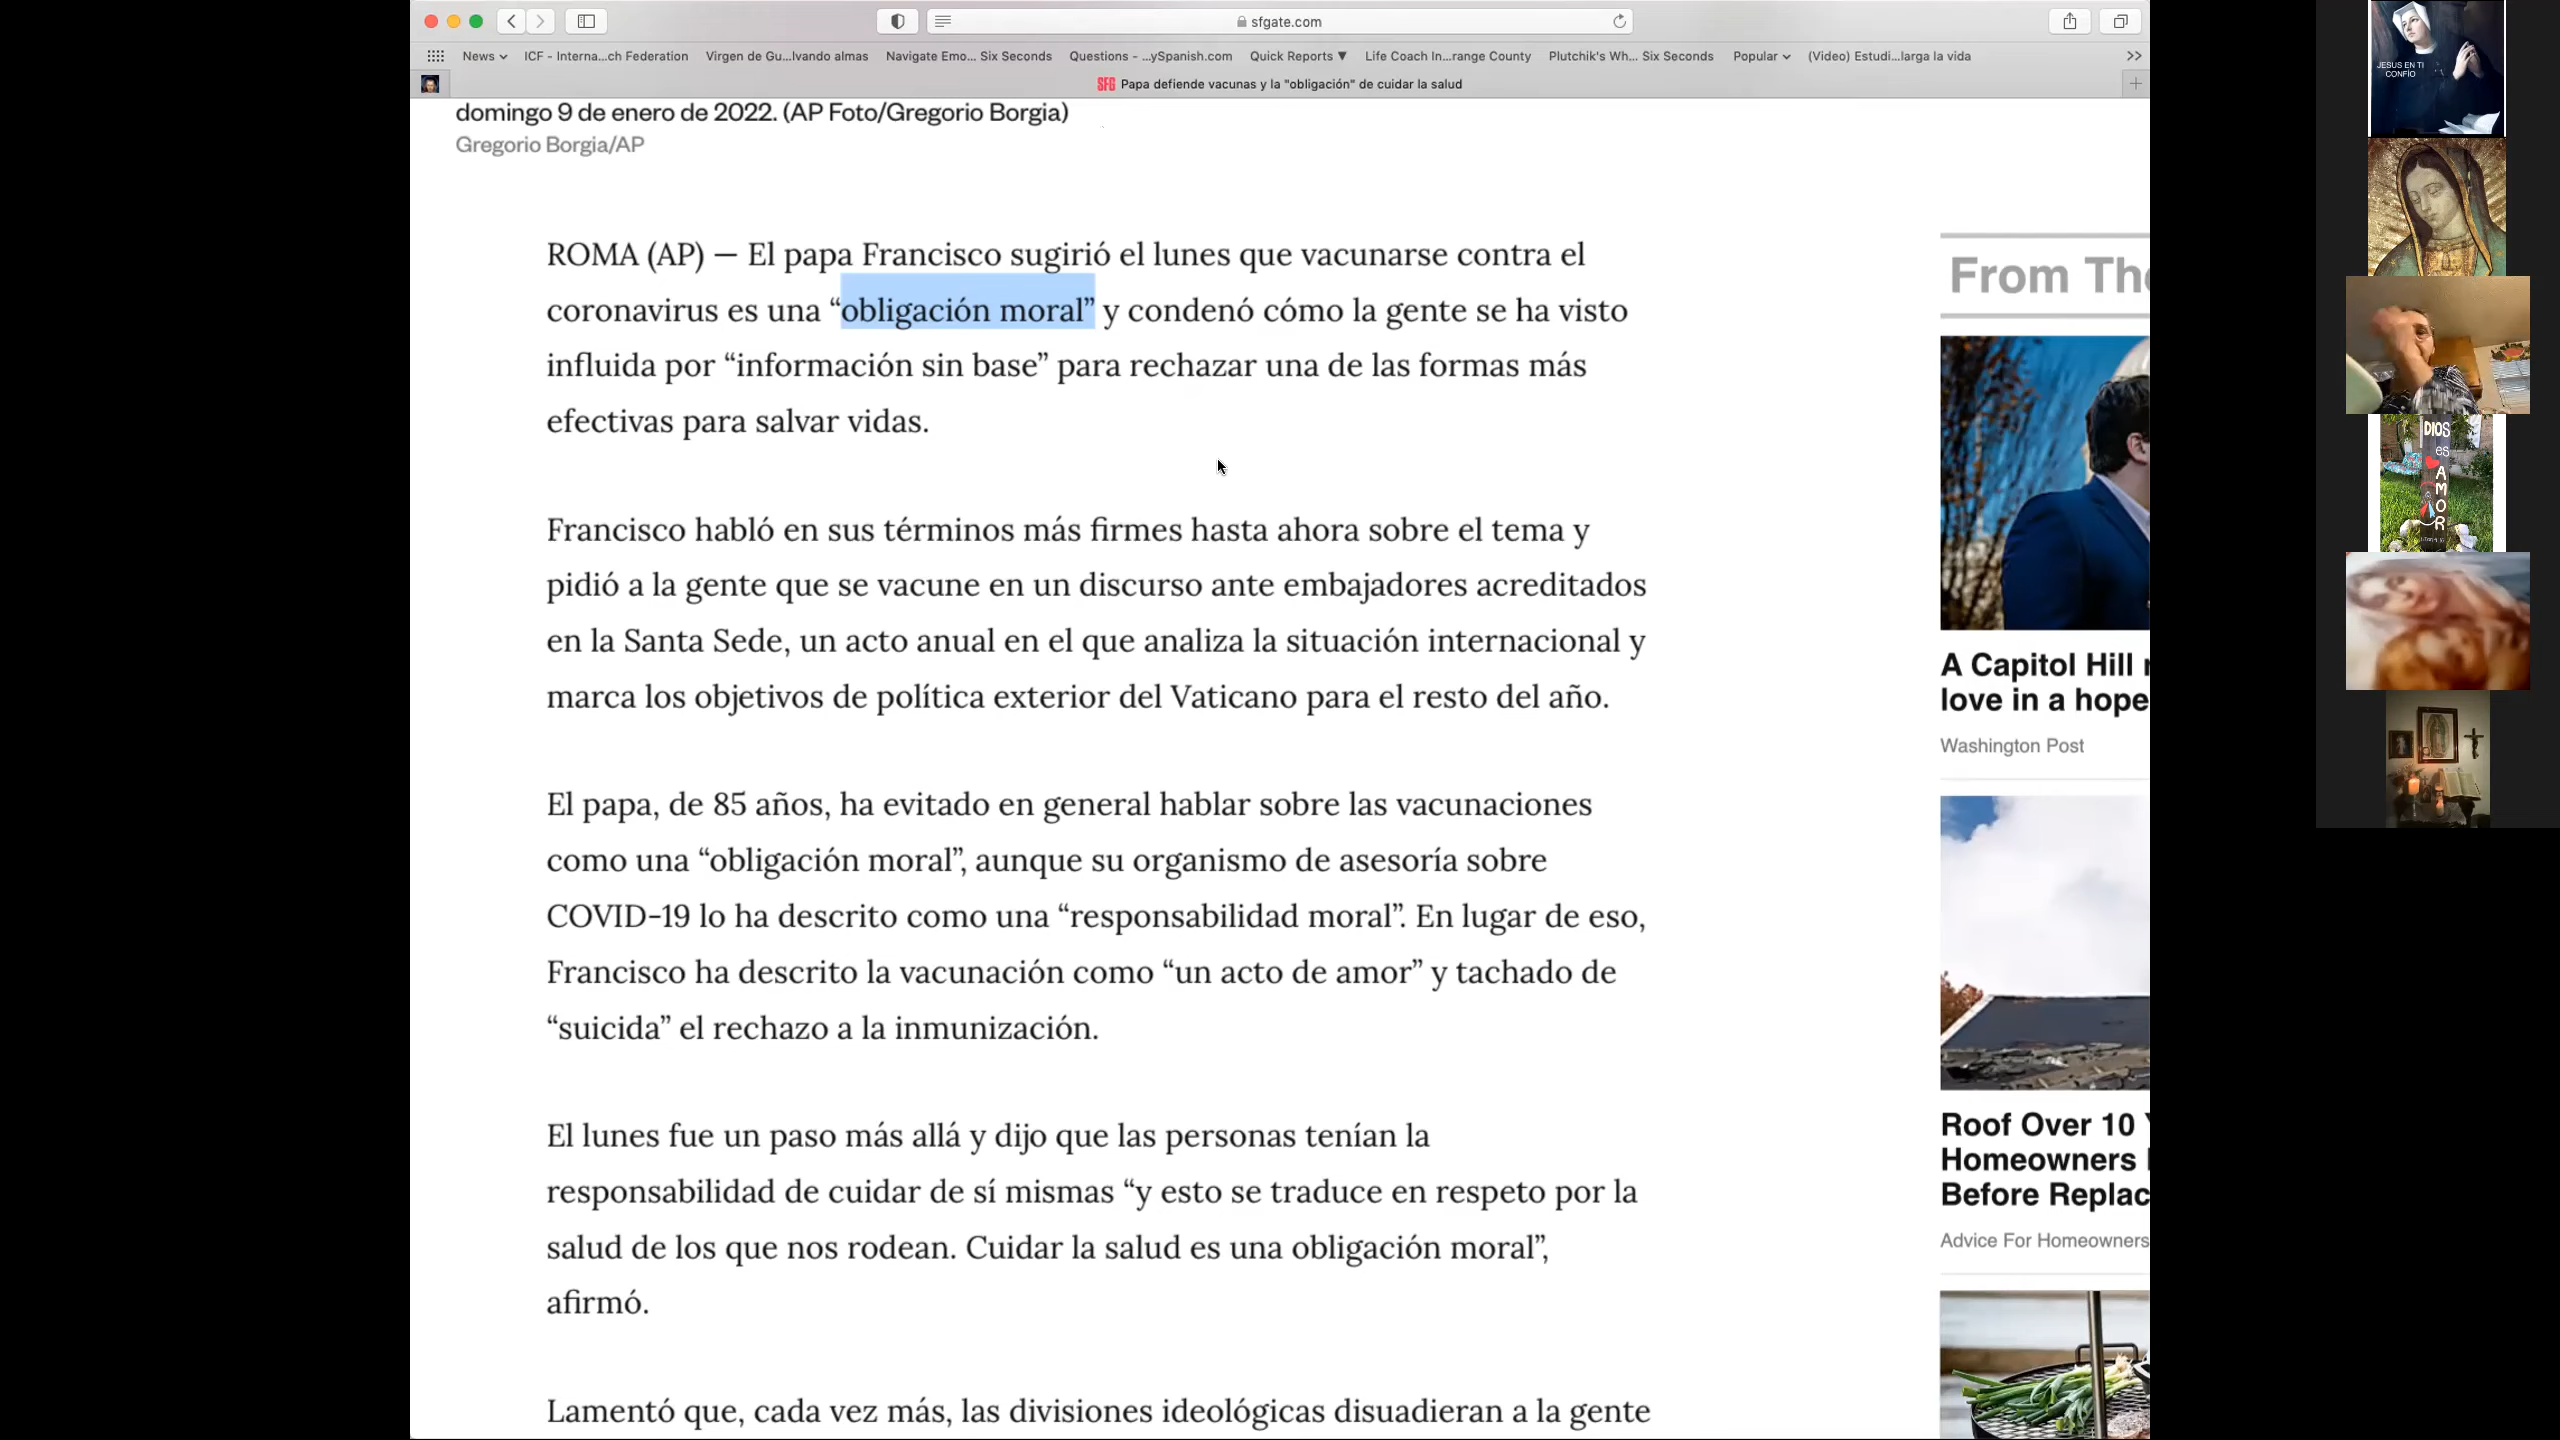 sfgate.com
News
ICF - Interna...ch Federation
Virgen de Gu...lvando almas
Navigate Emo... Six Seconds
Questions - ...ySpanish.com
Quick Reports ▼
Life Coach In...range County
Plutchik's Wh... Six Seconds
Popular
(Video) Estudi...larga la vida
SFG Papa defiende vacunas y la "obligación" de cuidar la salud
domingo 9 de enero de 2022. (AP Foto/Gregorio Borgia)
Gregorio Borgia/AP
ROMA (AP) — El papa Francisco sugirió el lunes que vacunarse contra el
coronavirus es una “obligación moral” y condenó cómo la gente se ha visto
influida por “información sin base” para rechazar una de las formas más
efectivas para salvar vidas.
Francisco habló en sus términos más firmes hasta ahora sobre el tema y
pidió a la gente que se vacune en un discurso ante embajadores acreditados
en la Santa Sede, un acto anual en el que analiza la situación internacional y
marca los objetivos de política exterior del Vaticano para el resto del año.
El papa, de 85 años, ha evitado en general hablar sobre las vacunaciones
como una “obligación moral”, aunque su organismo de asesoría sobre
COVID-19 lo ha descrito como una “responsabilidad moral”. En lugar de eso,
Francisco ha descrito la vacunación como “un acto de amor” y tachado de
“suicida” el rechazo a la inmunización.
El lunes fue un paso más allá y dijo que las personas tenían la
responsabilidad de cuidar de sí mismas “y esto se traduce en respeto por la
salud de los que nos rodean. Cuidar la salud es una obligación moral”,
afirmó.
Lamentó que, cada vez más, las divisiones ideológicas disuadieran a la gente
From The
A Capitol Hill
love in a hope
Washington Post
Roof Over 10
Homeowners
Before Replac
Advice For Homeowners
JESUS EN TI
CONFÍO
DIOS
es
AMOR